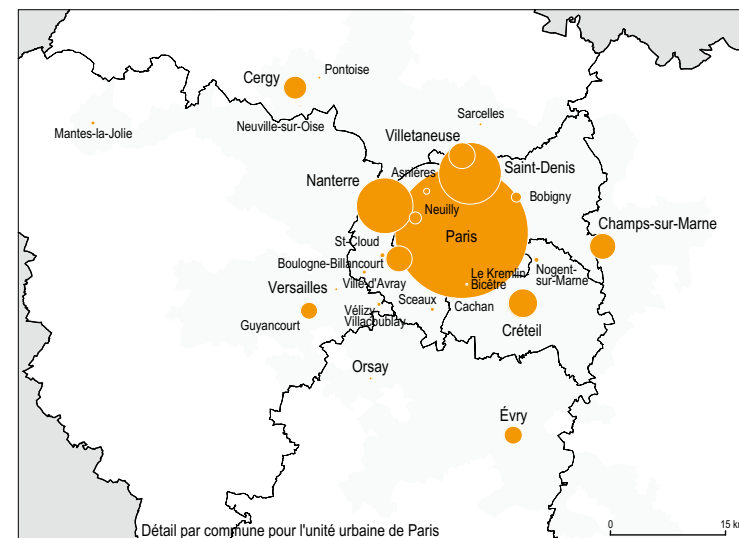 Pontoise
Cergy
Sarcelles
Mantes-la-Jolie
Neuville-sur-Oise
Villetaneuse
Saint-Denis
Asnières
Nanterre
Bobigny
Neuilly
Champs-sur-Marne
Paris
St-Cloud
Boulogne-Billancourt
Le Kremlin
Bicêtre
Nogent-
sur-Marne
Versailles
Ville-d'Avray
Sceaux
Vélizy
Villacoublay
Cachan
Guyancourt
Créteil
Orsay
Évry
Détail par commune pour l'unité urbaine de Paris
0 15 km